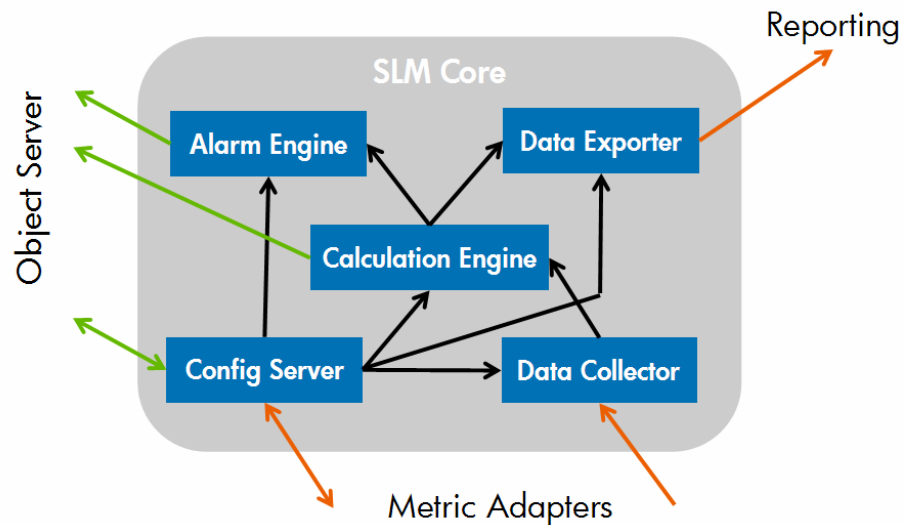 Reporting
SLM Core
Object Server
Alarm Engine
Data Exporter
Calculation Engine
Config Server
Data Collector
Metric Adapters